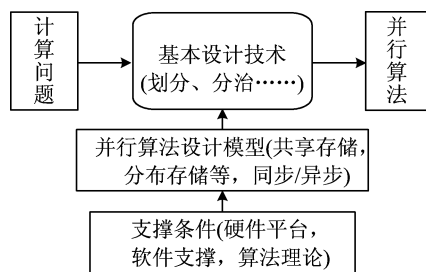 计算问题
基本设计技术
(划分、分治……)
并行算法
并行算法设计模型(共享存储,
分布存储等，同步/异步)
支撑条件(硬件平台，
软件支撑，算法理论)